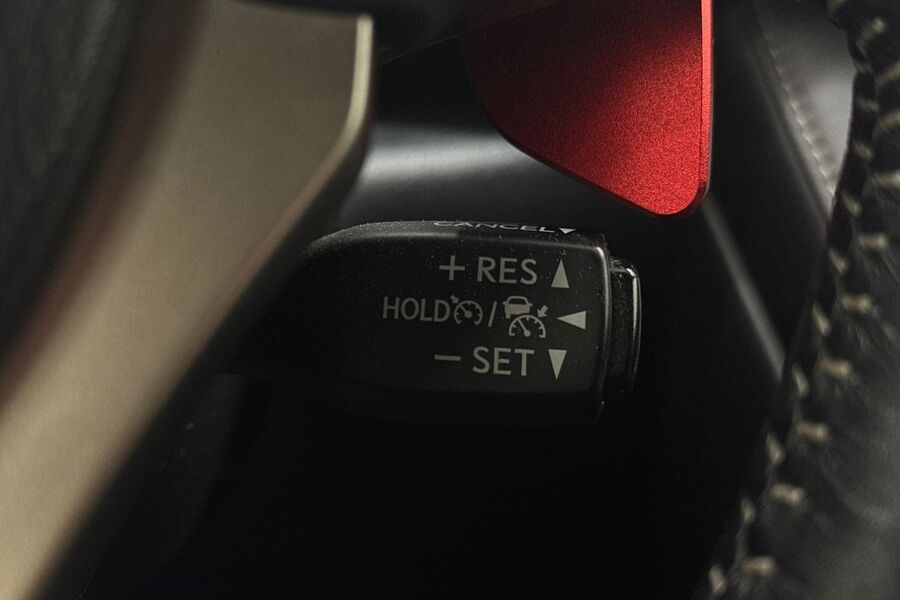 CANCEL▼
+ RES ▲
HOLD / ◀
− SET ▼